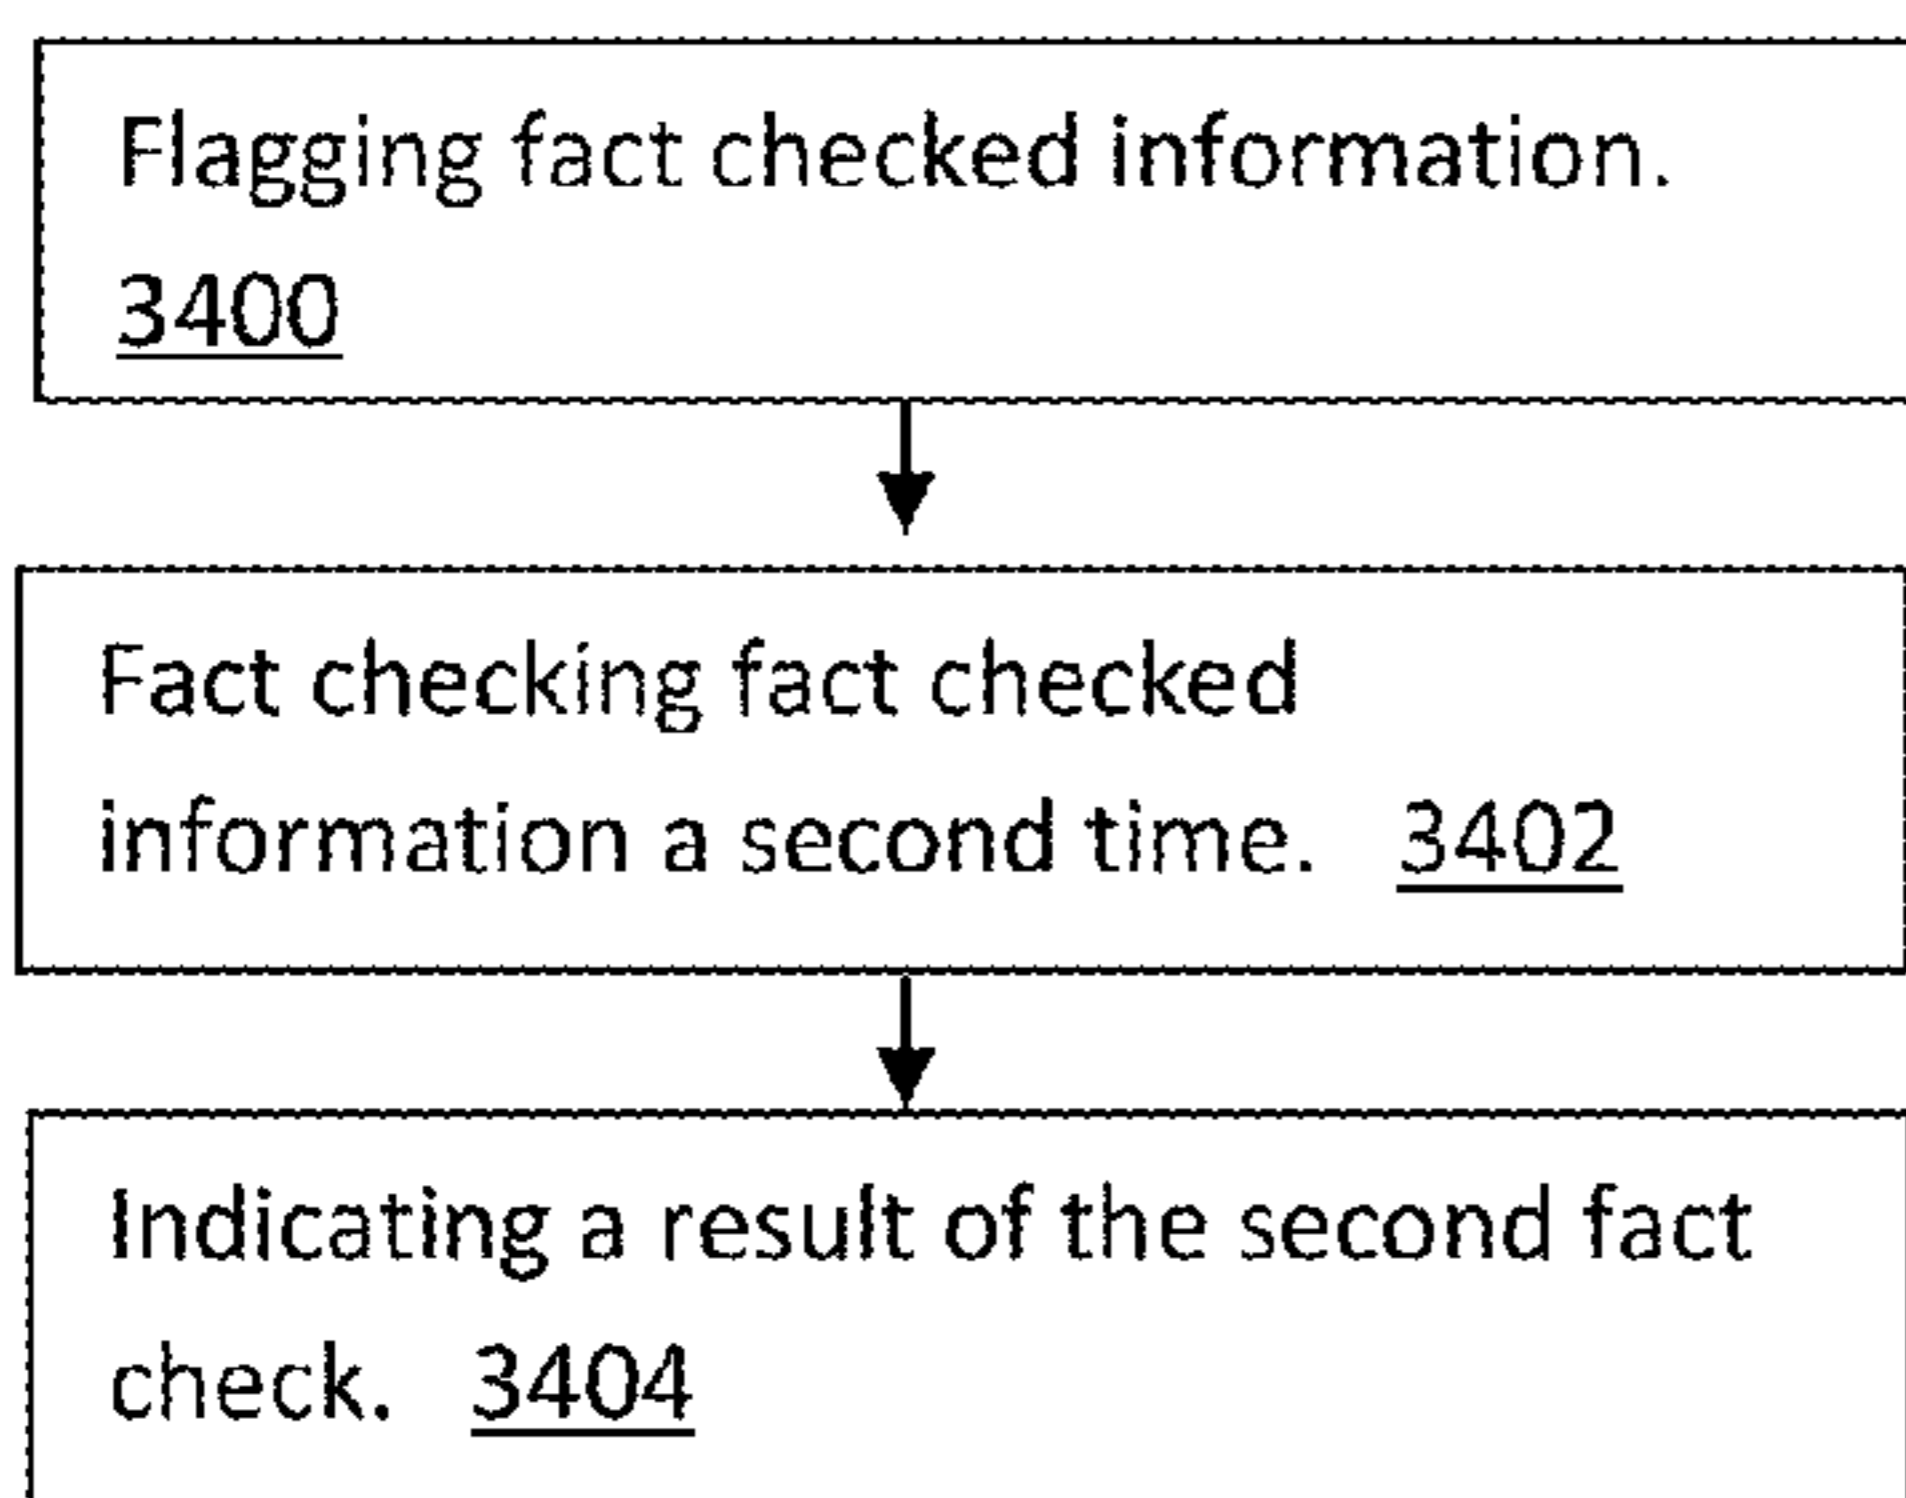 Flagging fact checked information.
3400
Fact checking fact checked
information a second time. 3402
Indicating a result of the second fact
check. 3404